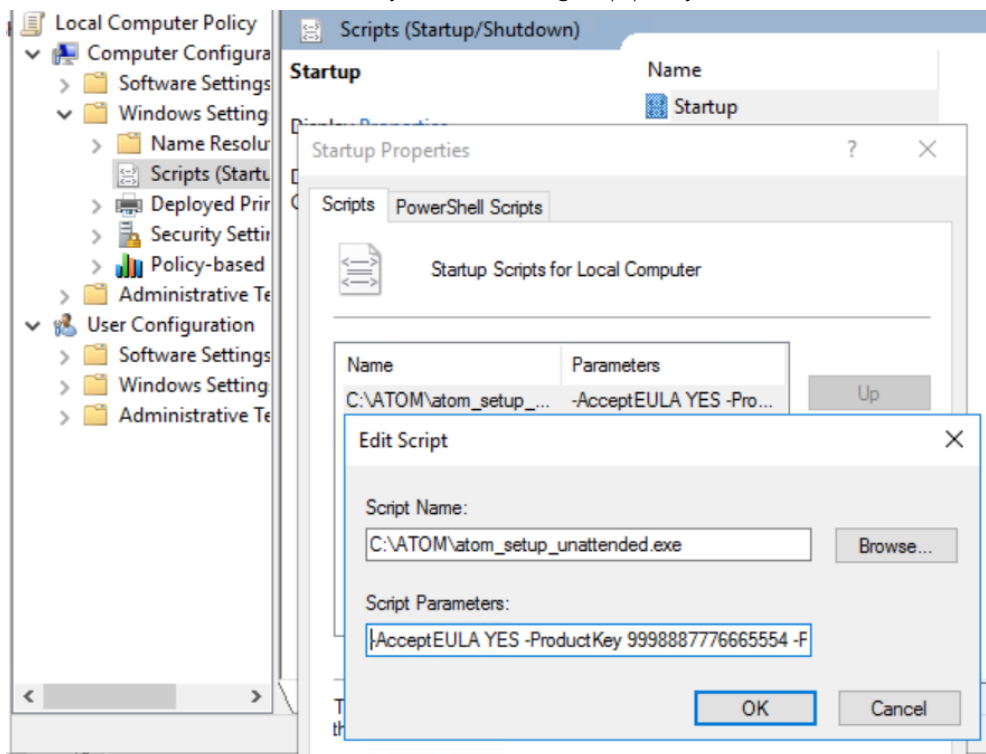 Local Computer Policy
Computer Configura
Software Settings
Windows Setting
Name Resolu
Scripts (Startu
Deployed Prir
Security Settir
Policy-based
Administrative Te
User Configuration
Software Settings
Windows Setting
Administrative Te
Scripts (Startup/Shutdown)
Startup
Name
Startup
Startup Properties
?
Scripts
PowerShell Scripts
Startup Scripts for Local Computer
Name Parameters
C:\ATOM\atom_setup_... -AcceptEULA YES -Pro...
Up
Edit Script
Script Name:
C:\ATOM\atom_setup_unattended.exe
Browse...
Script Parameters:
-AcceptEULA YES -ProductKey 9998887776665554 -F
OK
Cancel